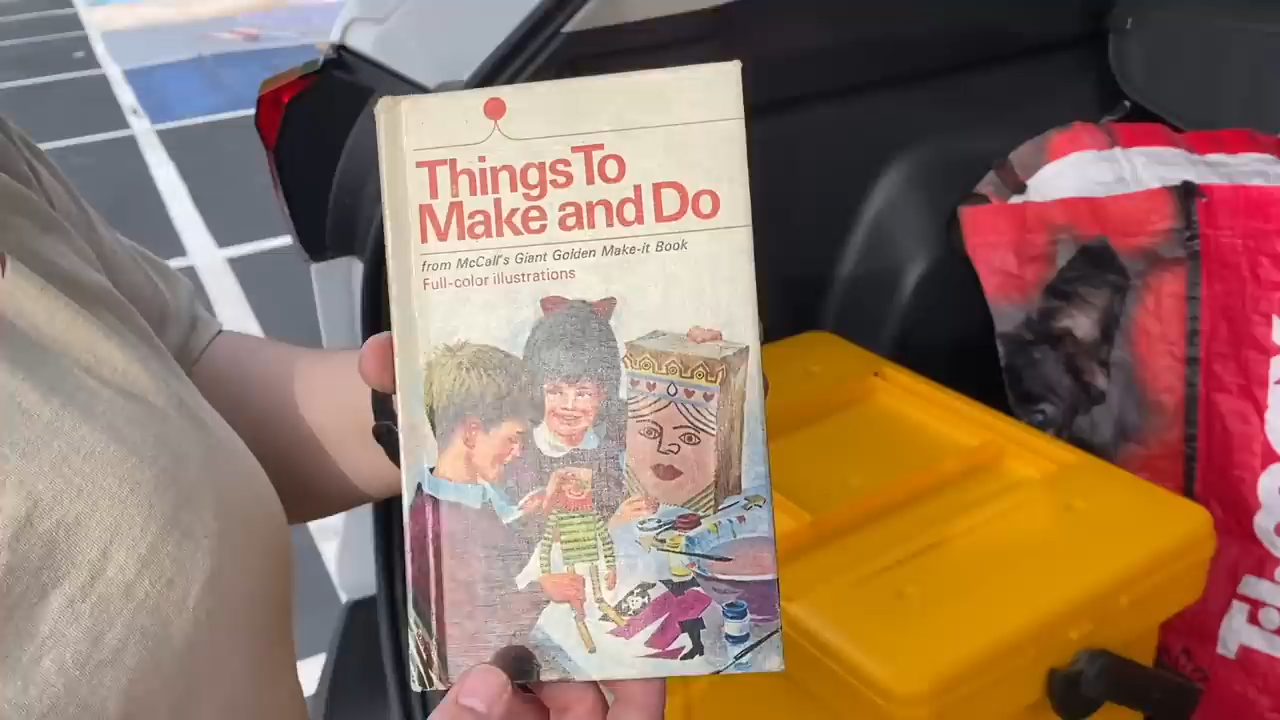 Things To
Make and Do
from McCall's Giant Golden Make-it Book
Full-color illustrations